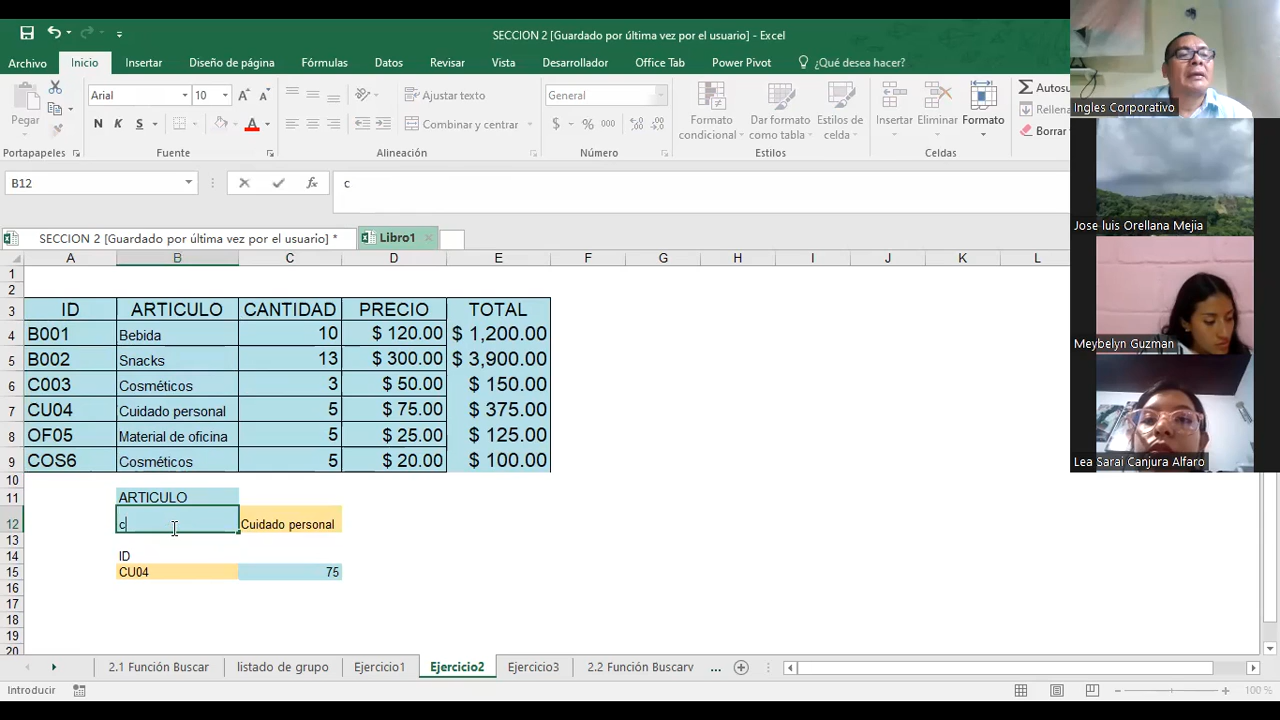 SECCION 2 [Guardado por última vez por el usuario] - Excel
Archivo Inicio Insertar Diseño de página Fórmulas Datos Revisar Vista Desarrollador Office Tab Power Pivot ¿Qué desea hacer?
Pegar
Arial 10
N K S
Ajustar texto
Combinar y centrar
General
$ % 000
Formato condicional
Dar formato como tabla
Estilos de celda
Insertar
Eliminar
Formato
Autosu
Rellena
Borrar
Portapapeles Fuente Alineación Número Estilos Celdas
B12 fx c
SECCION 2 [Guardado por última vez por el usuario] * Libro1
A B C D E F G H I J K L
1
2
3 ID ARTICULO CANTIDAD PRECIO TOTAL
4 B001 Bebida 10 $ 120.00 $ 1,200.00
5 B002 Snacks 13 $ 300.00 $ 3,900.00
6 C003 Cosméticos 3 $ 50.00 $ 150.00
7 CU04 Cuidado personal 5 $ 75.00 $ 375.00
8 OF05 Material de oficina 5 $ 25.00 $ 125.00
9 COS6 Cosméticos 5 $ 20.00 $ 100.00
10
11 ARTICULO
12 c Cuidado personal
13
14 ID
15 CU04 75
16
17
18
19
20
2.1 Función Buscar listado de grupo Ejercicio1 Ejercicio2 Ejercicio3 2.2 Función Buscarv ...
Introducir 100 %
Ingles Corporativo
Jose luis Orellana Mejia
Meybelyn Guzman
Lea Sarai Canjura Alfaro